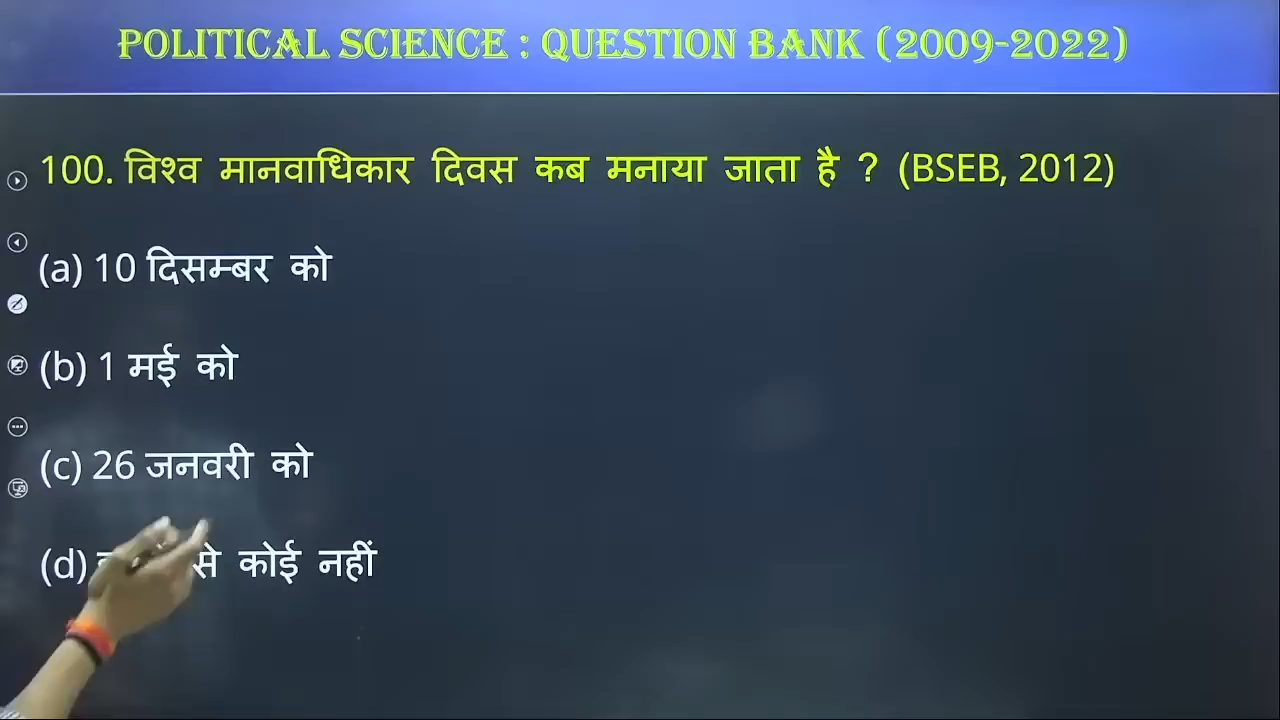 POLITICAL SCIENCE : QUESTION BANK (2009-2022)
100. विश्व मानवाधिकार दिवस कब मनाया जाता है ? (BSEB, 2012)
(a) 10 दिसम्बर को
(b) 1 मई को
(c) 26 जनवरी को
(d) से कोई नहीं